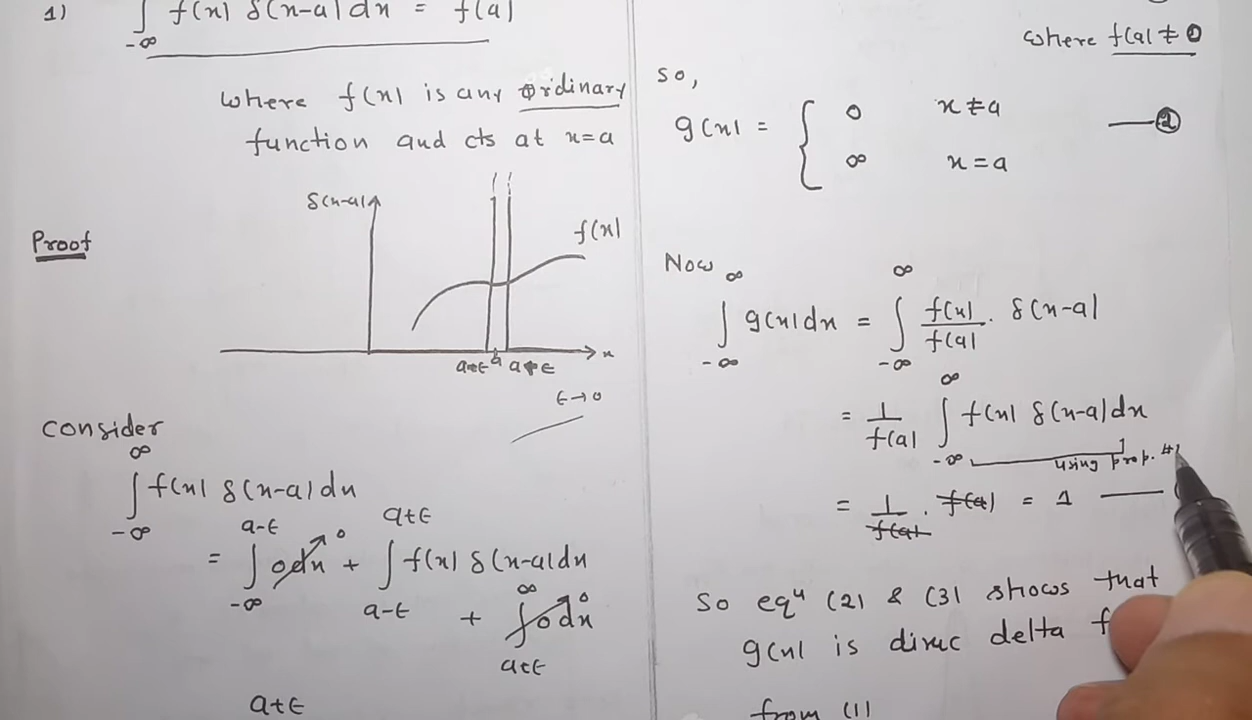 1) ∫ f(x) δ(x-a) dx = f(a)
-∞
where f(x) is any ordinary
function and cts at x=a
δ(x-a)
f(x)
Proof
a-ϵ a a+ϵ x
ϵ→0
consider
∞
∫ f(x) δ(x-a) dx
-∞
a-ϵ a+ϵ
= ∫ 0dx ↗0 + ∫ f(x) δ(x-a) dx
-∞ a-ϵ
∞
+ ∫ 0 dx ↗0
a+ϵ
a+ϵ
where f(a) ≠ 0
so,
g(x) = { 0 x≠a
∞ x=a —②
Now
∞ ∞
∫ g(x) dx = ∫ f(x)/f(a) . δ(x-a)
-∞ -∞
∞
= 1/f(a) ∫ f(x) δ(x-a) dx
-∞
using prop. #1
= 1/f(a) . f(a) = 1 —
So eqⁿ (2) & (3) shows that
g(x) is dirac delta f
from (1)